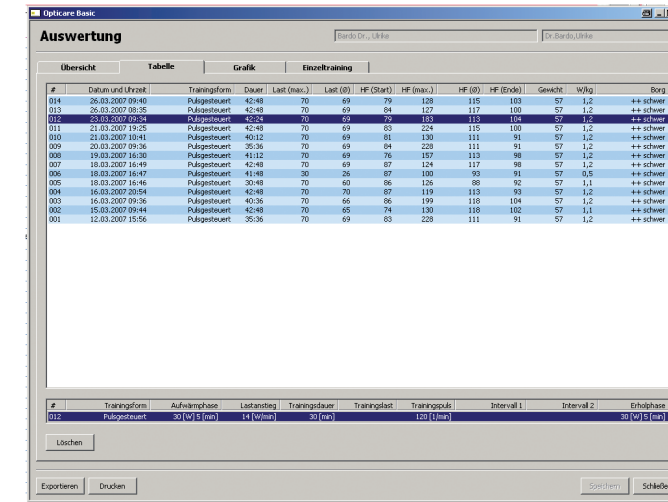 Opticare Basic
Auswertung Bardo Dr., Ulrike Dr.Bardo,Ulrike
Übersicht Tabelle Grafik Einzeltraining
# Datum und Uhrzeit Trainingsform Dauer Last (max.) Last (Ø) HF (Start) HF (max.) HF (Ø) HF (Ende) Gewicht W/kg Borg
014 26.03.2007 09:40 Pulsgesteuert 42:48 70 69 79 128 115 103 57 1,2 ++ schwer
013 26.03.2007 08:35 Pulsgesteuert 42:48 70 69 84 127 117 100 57 1,2 ++ schwer
012 23.03.2007 09:34 Pulsgesteuert 42:24 70 69 79 183 113 104 57 1,2 ++ schwer
011 21.03.2007 19:25 Pulsgesteuert 42:48 70 69 83 224 115 100 57 1,2 ++ schwer
010 21.03.2007 10:41 Pulsgesteuert 40:12 70 69 81 130 111 91 57 1,2 ++ schwer
009 20.03.2007 09:36 Pulsgesteuert 35:36 70 69 84 228 111 91 57 1,2 ++ schwer
008 19.03.2007 16:30 Pulsgesteuert 41:12 70 69 76 157 113 98 57 1,2 ++ schwer
007 18.03.2007 16:49 Pulsgesteuert 42:48 70 69 87 124 117 98 57 1,2 ++ schwer
006 18.03.2007 16:47 Pulsgesteuert 41:48 30 26 87 100 93 91 57 0,5 ++ schwer
005 18.03.2007 16:46 Pulsgesteuert 30:48 70 60 86 126 88 92 57 1,1 ++ schwer
004 16.03.2007 20:54 Pulsgesteuert 42:48 70 70 87 119 113 93 57 1,2 ++ schwer
003 16.03.2007 09:36 Pulsgesteuert 40:36 70 66 86 199 118 104 57 1,2 ++ schwer
002 15.03.2007 09:44 Pulsgesteuert 42:48 70 65 74 130 118 102 57 1,1 ++ schwer
001 12.03.2007 15:56 Pulsgesteuert 35:36 70 69 83 228 111 91 57 1,2 ++ schwer
# Trainingsform Aufwärmphase Lastanstieg Trainingsdauer Trainingslast Trainingspuls Intervall 1 Intervall 2 Erholphase
012 Pulsgesteuert 30 [W] 5 [min] 14 [W/min] 30 [min] 120 [1/min] 30 [W] 5 [min]
Löschen
Exportieren Drucken Speichern Schließe